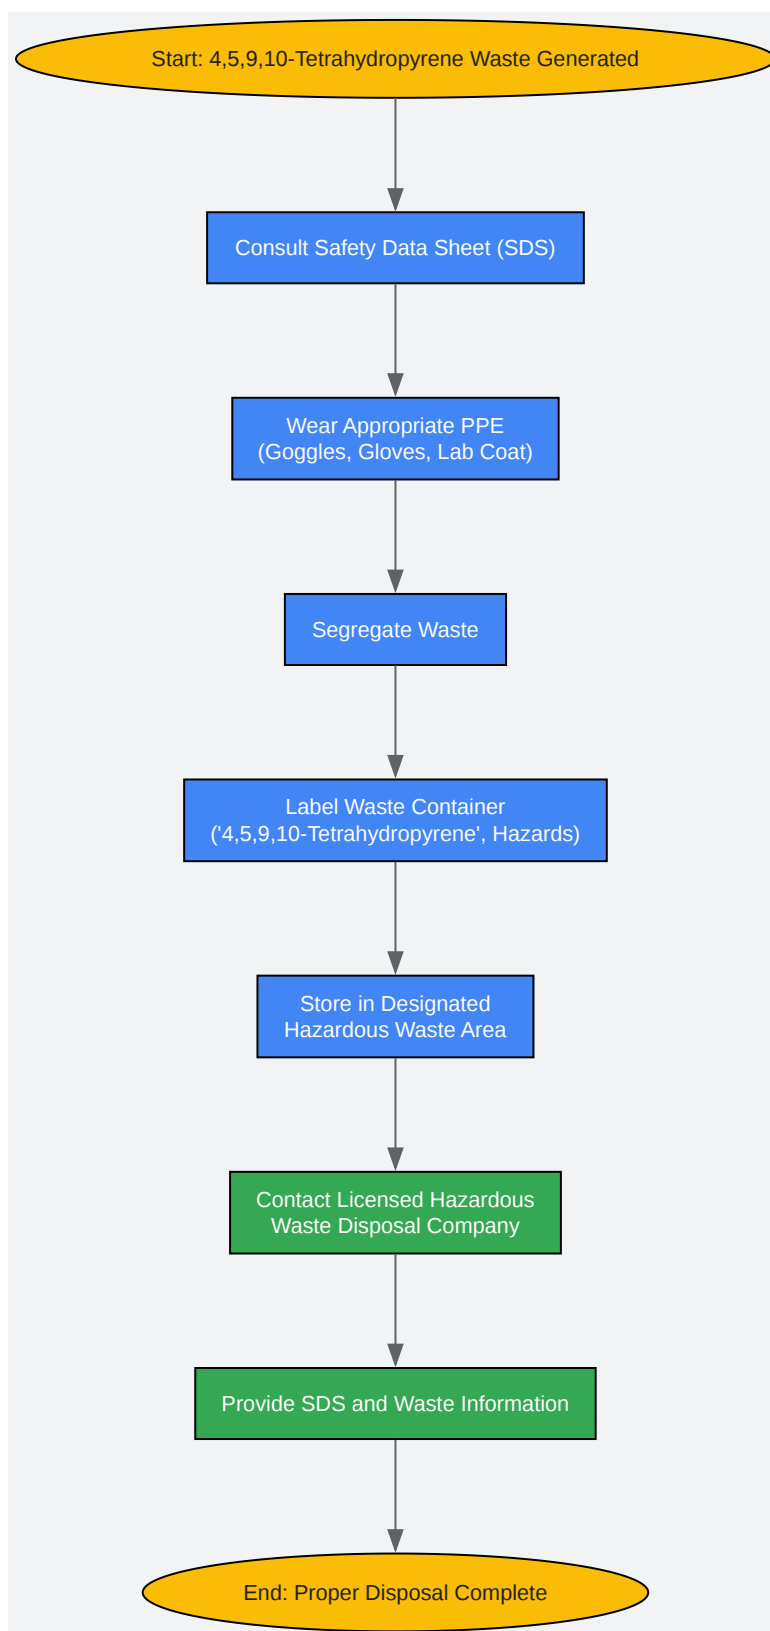 Start: 4,5,9,10-Tetrahydropyrene Waste Generated
Consult Safety Data Sheet (SDS)
Wear Appropriate PPE
(Goggles, Gloves, Lab Coat)
Segregate Waste
Label Waste Container
('4,5,9,10-Tetrahydropyrene', Hazards)
Store in Designated
Hazardous Waste Area
Contact Licensed Hazardous
Waste Disposal Company
Provide SDS and Waste Information
End: Proper Disposal Complete